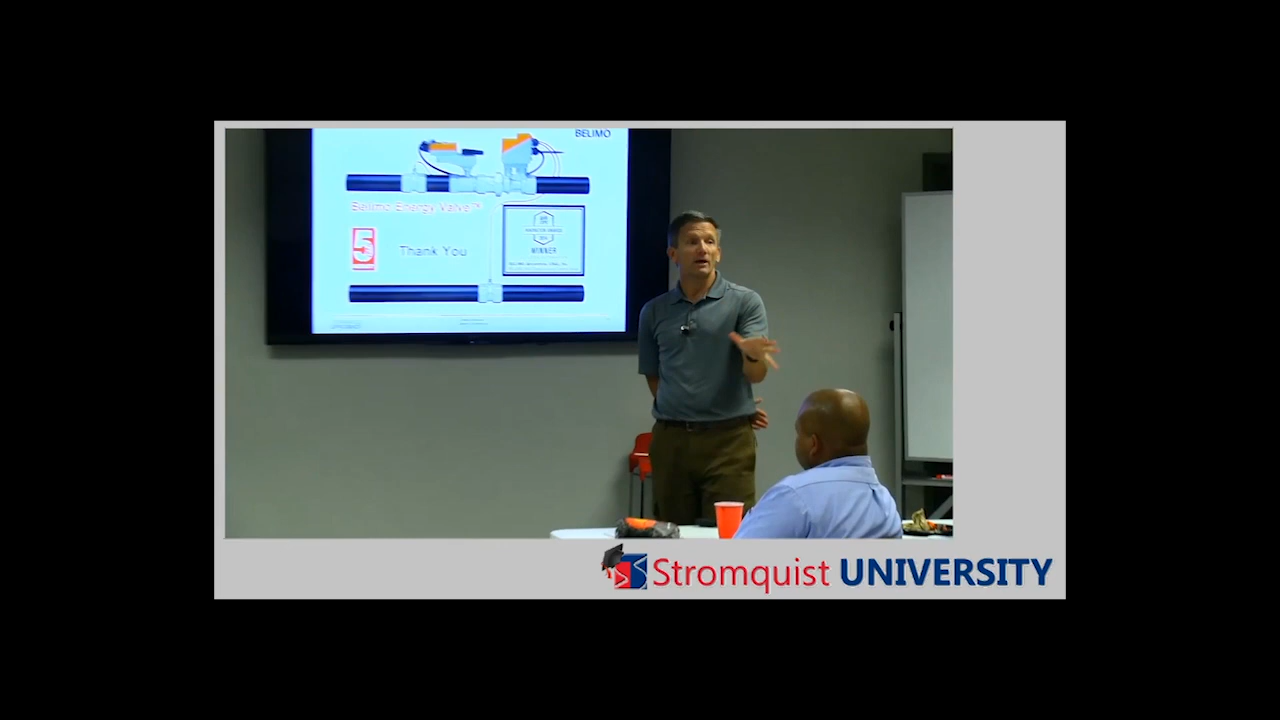 BELIMO
Belimo Energy Valve™
5
Thank You
WINNER
Stromquist UNIVERSITY